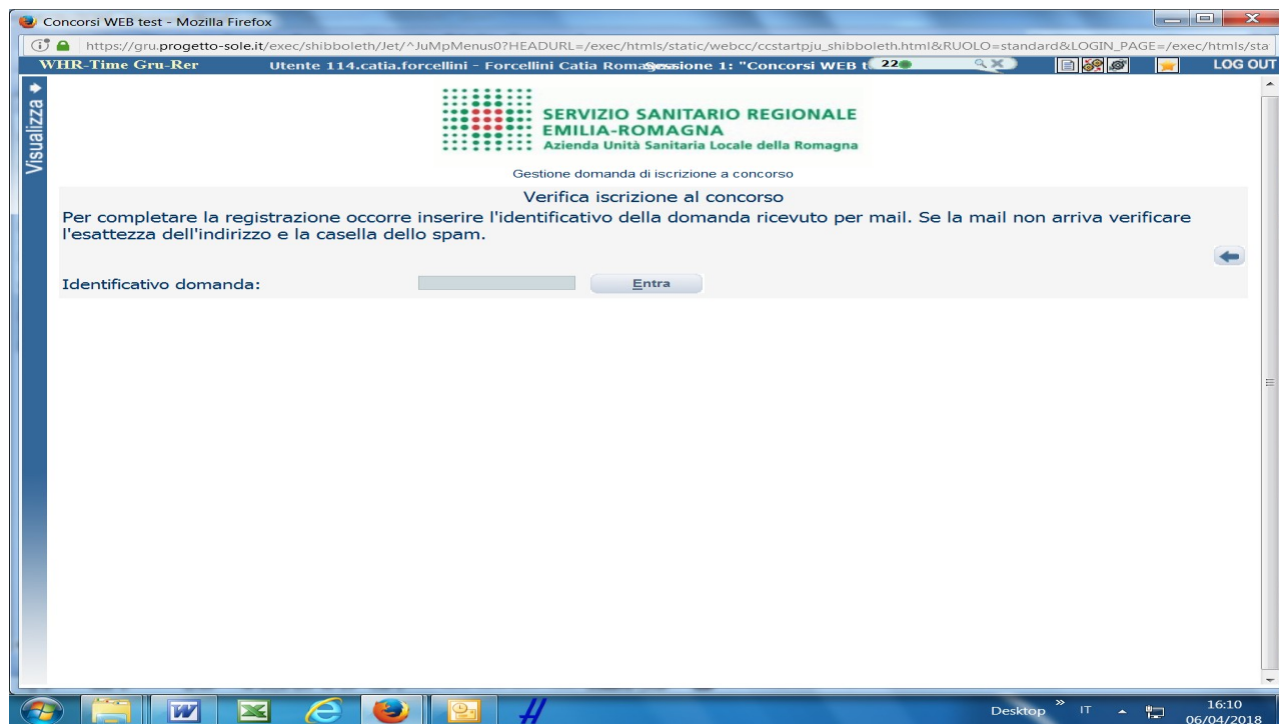 Concorsi WEB test - Mozilla Firefox
https://gru.progetto-sole.it/exec/shibboleth/Jet/^JuMpMenus0?HEADURL=/exec/htmls/static/webcc/ccstartpju_shibboleth.html&RUOLO=standard&LOGIN_PAGE=/exec/htmls/sta
WHR-Time Gru-Rer Utente 114.catia.forcellini - Forcellini Catia Sessione 1: "Concorsi WEB t 22 LOG OUT
Visualizza
SERVIZIO SANITARIO REGIONALE
EMILIA-ROMAGNA
Azienda Unità Sanitaria Locale della Romagna
Gestione domanda di iscrizione a concorso
Verifica iscrizione al concorso
Per completare la registrazione occorre inserire l'identificativo della domanda ricevuto per mail. Se la mail non arriva verificare
l'esattezza dell'indirizzo e la casella dello spam.
Identificativo domanda: Entra
Desktop » IT 16:10
06/04/2018